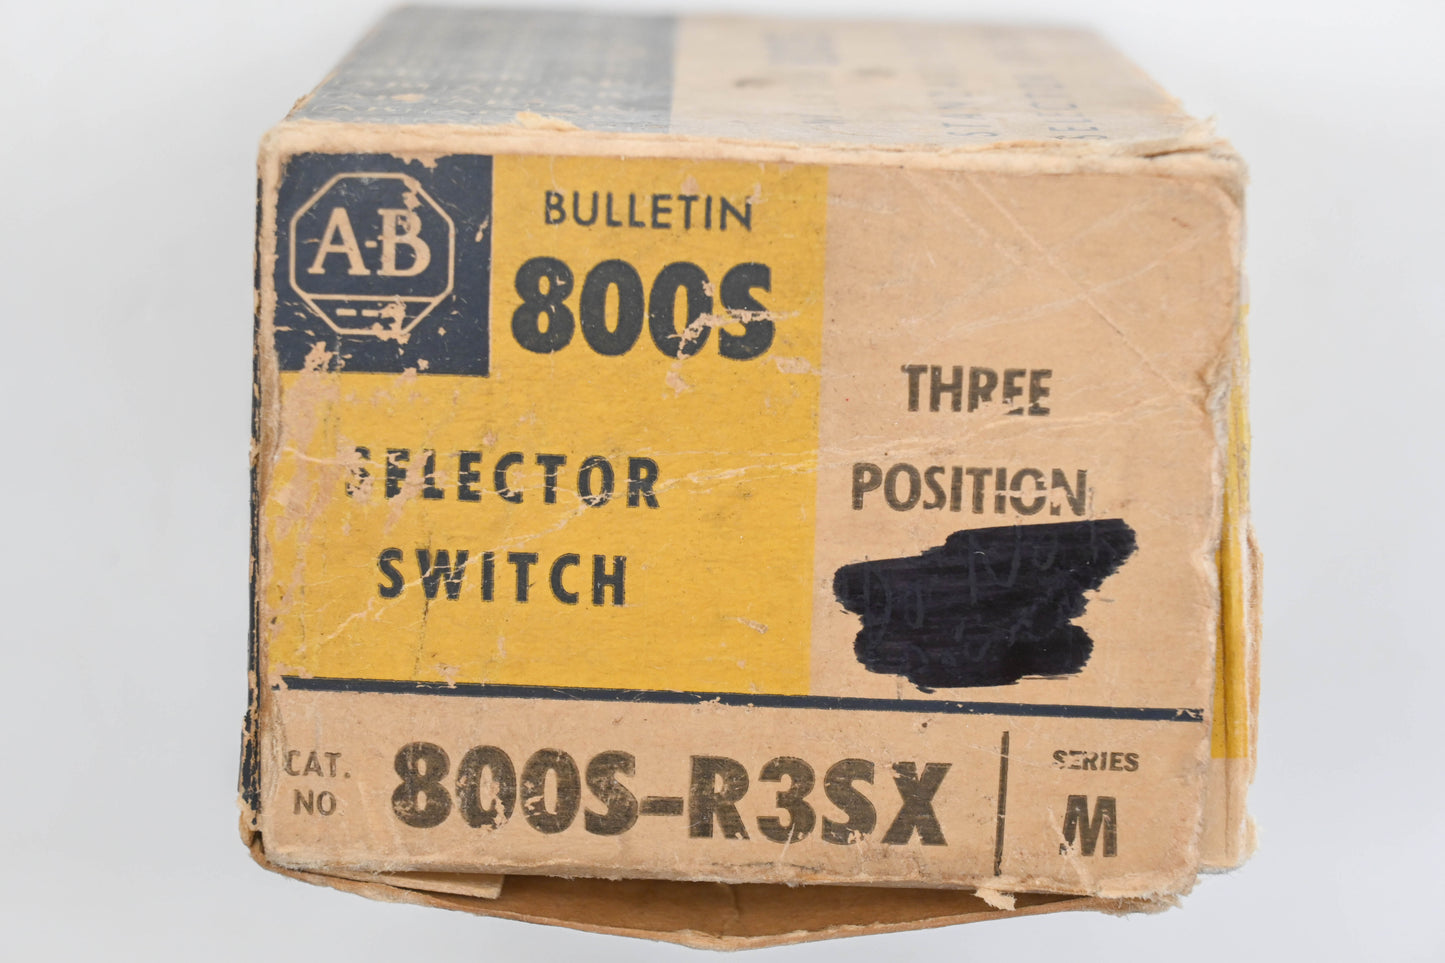 A-B
BULLETIN
800S
SELECTOR
SWITCH
THREE
POSITION
CAT.
NO
800S-R3SX
SERIES
M